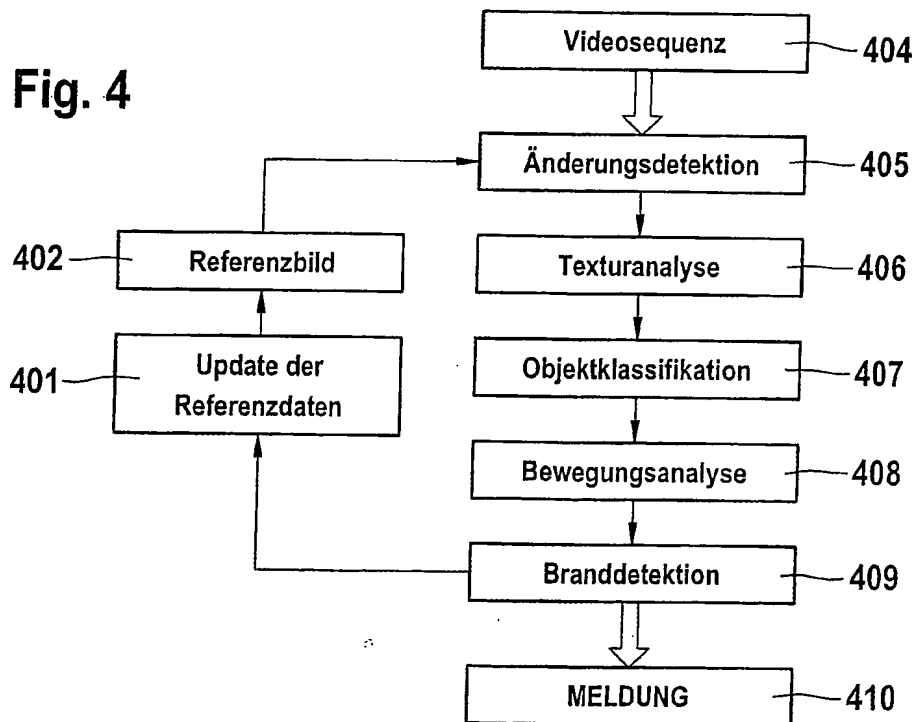 Fig. 4
Videosequenz 404
Änderungsdetektion 405
402 Referenzbild
Texturanalyse 406
401 Update der
Referenzdaten
Objektklassifikation 407
Bewegungsanalyse 408
Branddetektion 409
MELDUNG 410